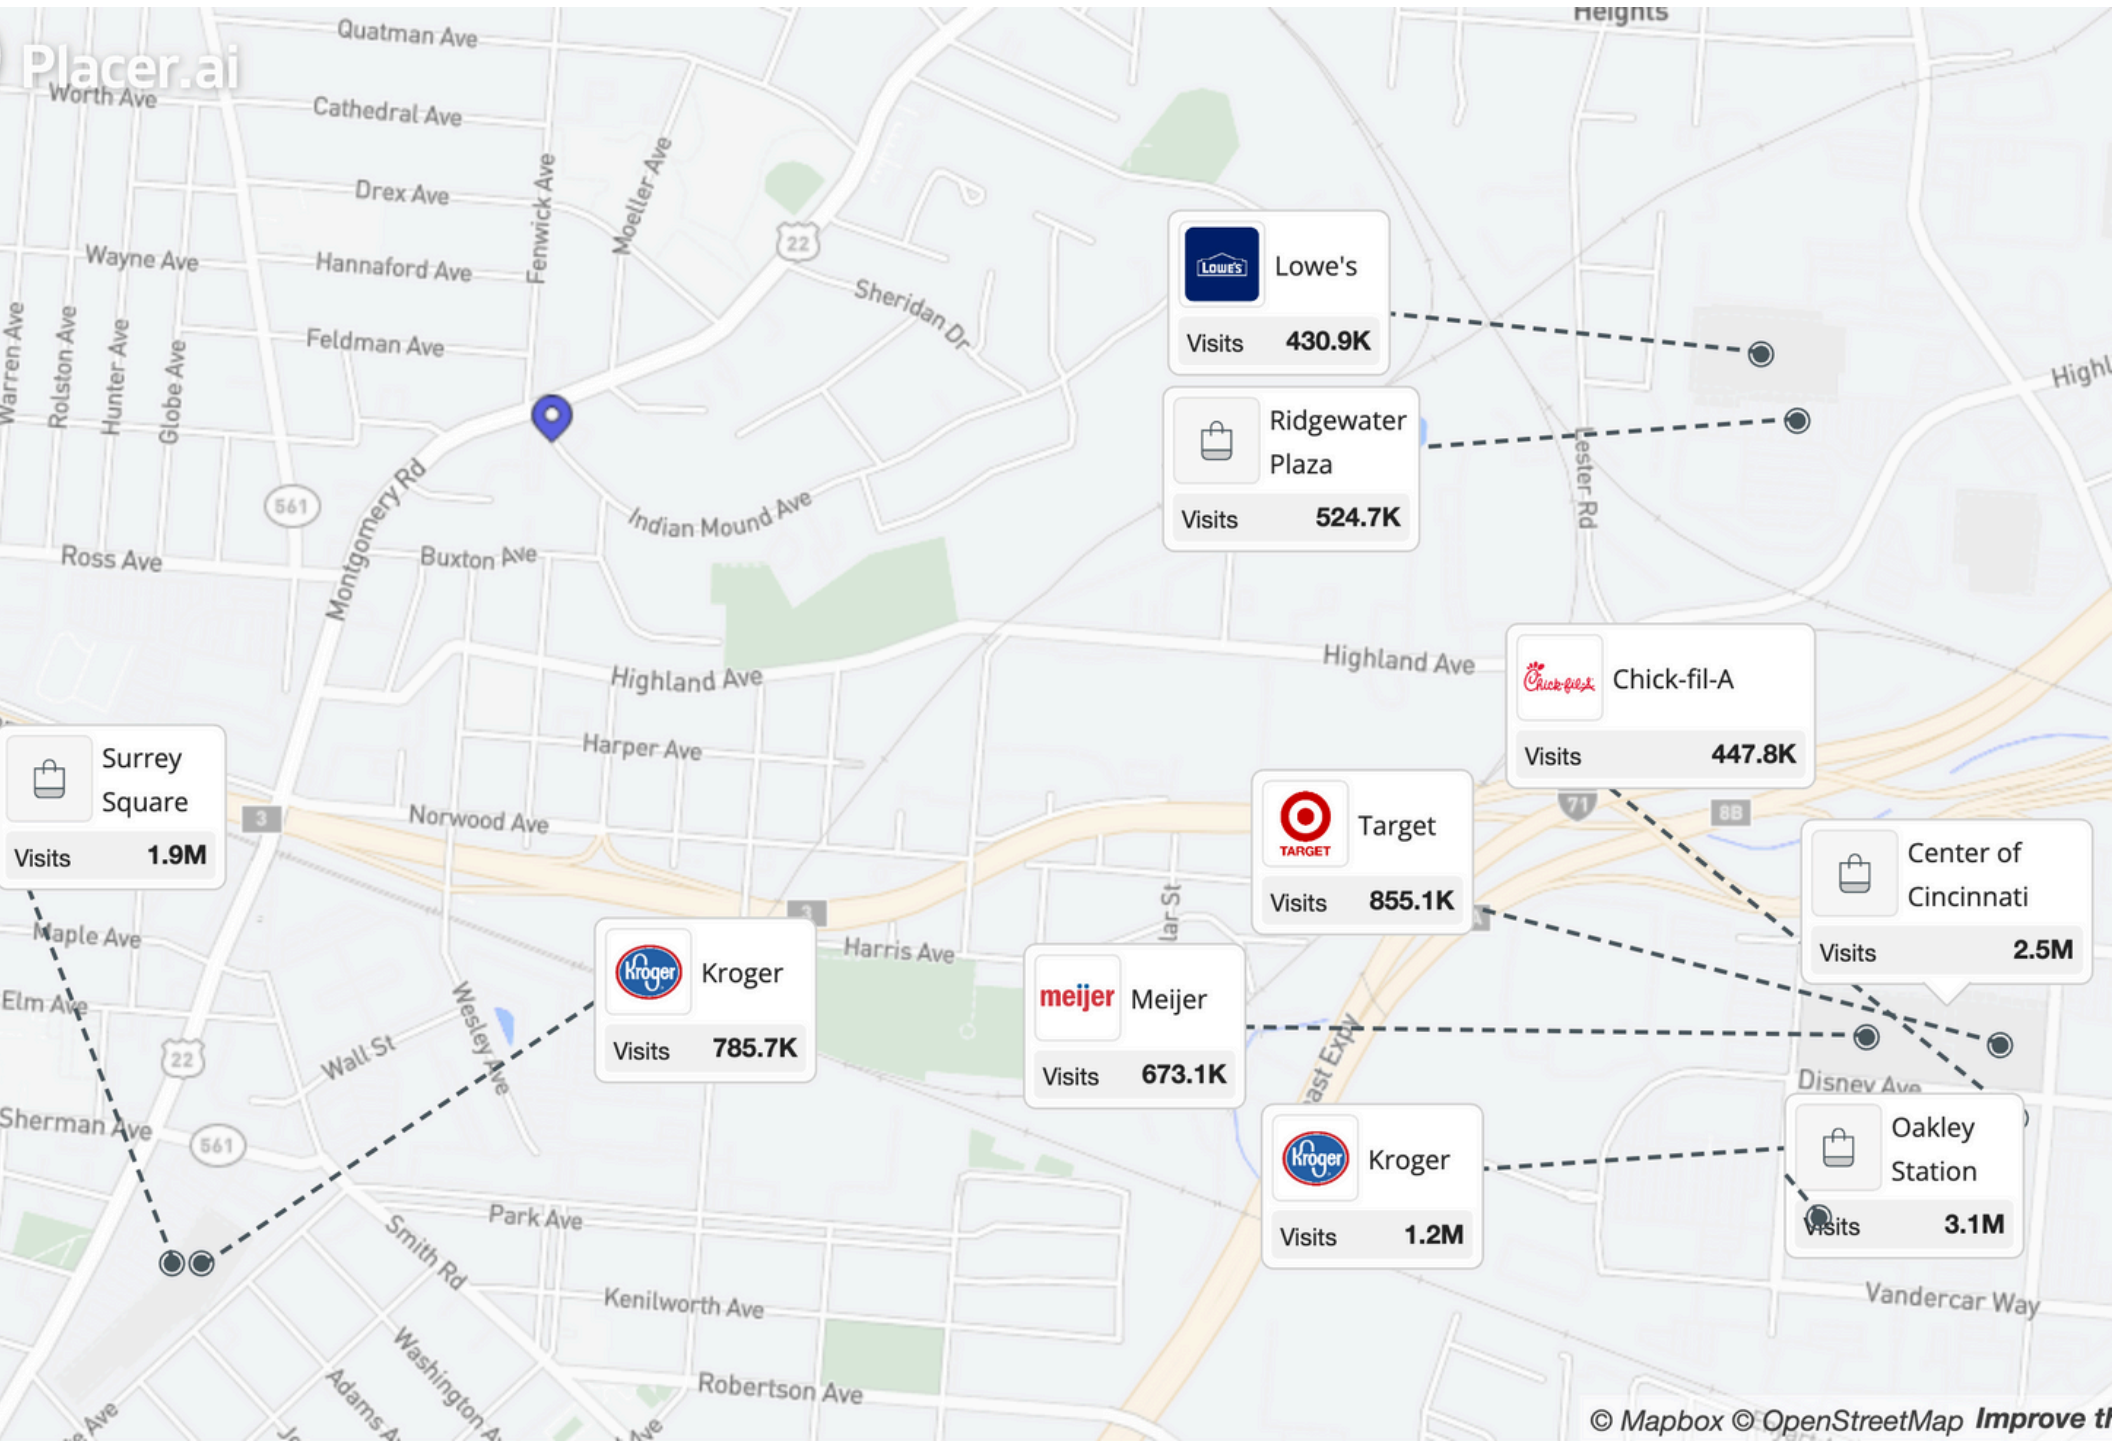 Heights
Quatman Ave
Placer.ai
Worth Ave
Cathedral Ave
Drex Ave
Fenwick Ave
Moeller Ave
22
Wayne Ave
Hannaford Ave
Sheridan Dr
LOWE'S
Lowe's
Visits 430.9K
Feldman Ave
Warren Ave
Rolston Ave
Hunter Ave
Globe Ave
Ridgewater
Plaza
Visits 524.7K
Lester Rd
561
Montgomery Rd
Indian Mound Ave
Ross Ave
Buxton Ave
Highland Ave
Highland Ave
Chick-fil-A
Chick-fil-A
Visits 447.8K
Harper Ave
Surrey
Square
Visits 1.9M
3
Norwood Ave
TARGET
Target
Visits 855.1K
71
8B
Center of
Cincinnati
Visits 2.5M
3
Maple Ave
Harris Ave
Kroger
Kroger
Visits 785.7K
meijer
Meijer
Visits 673.1K
Elm Ave
Wesley Ave
Wall St
22
Disney Ave
Sherman Ave
561
Kroger
Kroger
Visits 1.2M
Oakley
Station
Visits 3.1M
Park Ave
Smith Rd
Kenilworth Ave
Vandercar Way
Washington
Adams
Robertson Ave
© Mapbox © OpenStreetMap Improve